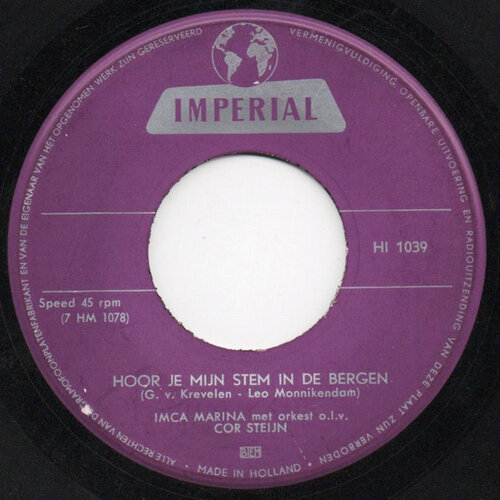 ALLE RECHTEN VAN DE GRAMOFOONPLATENFABRIKANT EN VAN DE EIGENAAR VAN HET OPGENOMEN WERK ZIJN GERESERVEERD
VERMENIGVULDIGING OPENBARE UITVOERING EN RADIOUITZENDING VAN DEZE PLAAT ZIJN VERBODEN
IMPERIAL
HI 1039
Speed 45 rpm
(7 HM 1078)
HOOR JE MIJN STEM IN DE BERGEN
(G. v. Krevelen - Leo Monnikendam)
IMCA MARINA met orkest o.l.v.
COR STEIJN
BIEM
• MADE IN HOLLAND •